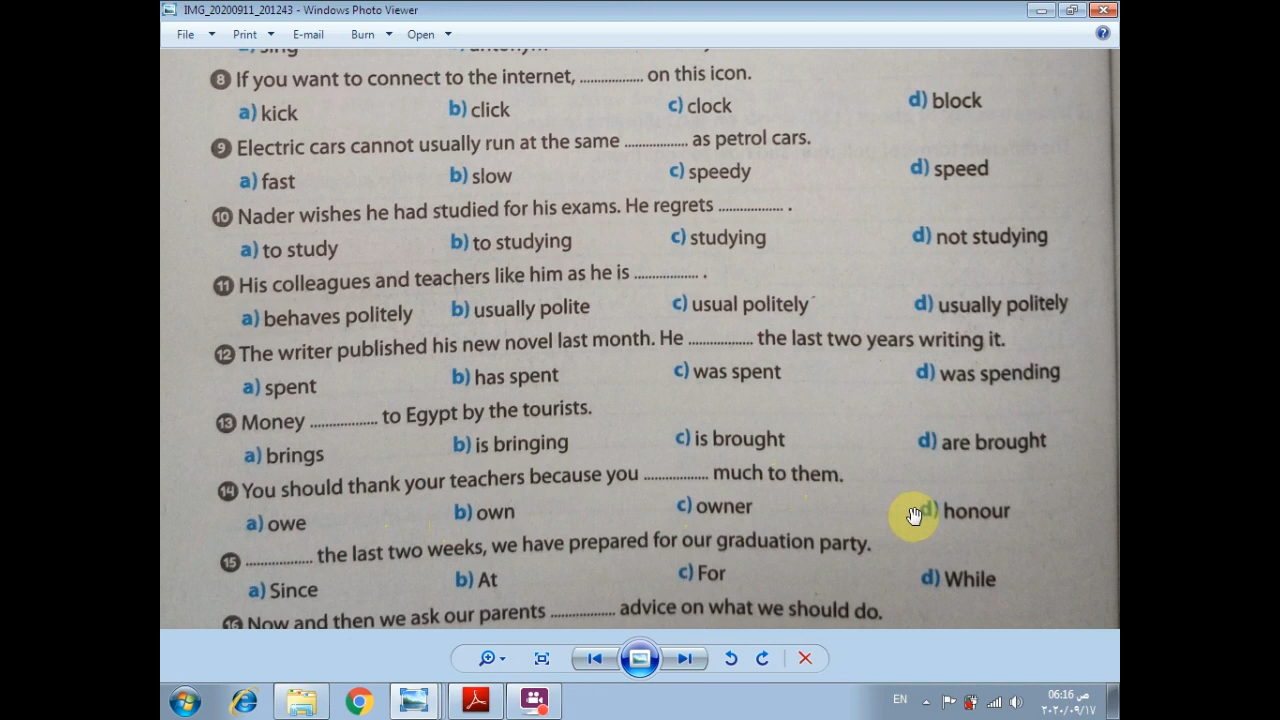 IMG_20200911_201243 - Windows Photo Viewer
File Print E-mail Burn Open
8 If you want to connect to the internet, ................ on this icon.
a) kick b) click c) clock d) block
9 Electric cars cannot usually run at the same ................ as petrol cars.
a) fast b) slow c) speedy d) speed
10 Nader wishes he had studied for his exams. He regrets ................ .
a) to study b) to studying c) studying d) not studying
11 His colleagues and teachers like him as he is ................ .
a) behaves politely b) usually polite c) usual politely d) usually politely
12 The writer published his new novel last month. He ................ the last two years writing it.
a) spent b) has spent c) was spent d) was spending
13 Money ................ to Egypt by the tourists.
a) brings b) is bringing c) is brought d) are brought
14 You should thank your teachers because you ................ much to them.
a) owe b) own c) owner d) honour
15 ................ the last two weeks, we have prepared for our graduation party.
a) Since b) At c) For d) While
16 Now and then we ask our parents ................ advice on what we should do.
EN
06:16 ص
٢٠٢٠/٠٩/١٧